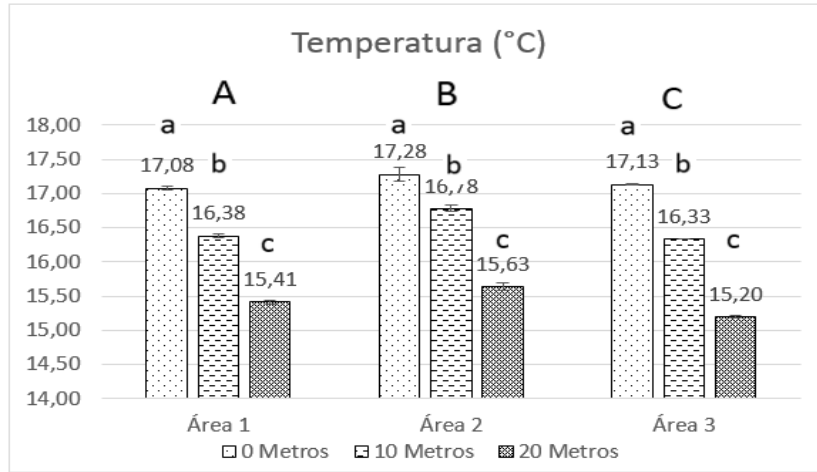 Temperatura (°C)
A B C
18,00
17,50
17,00
16,50
16,00
15,50
15,00
14,50
14,00
a b c
17,08 16,38 15,41
a b c
17,28 16,78 15,63
a b c
17,13 16,33 15,20
Área 1 Área 2 Área 3
0 Metros 10 Metros 20 Metros